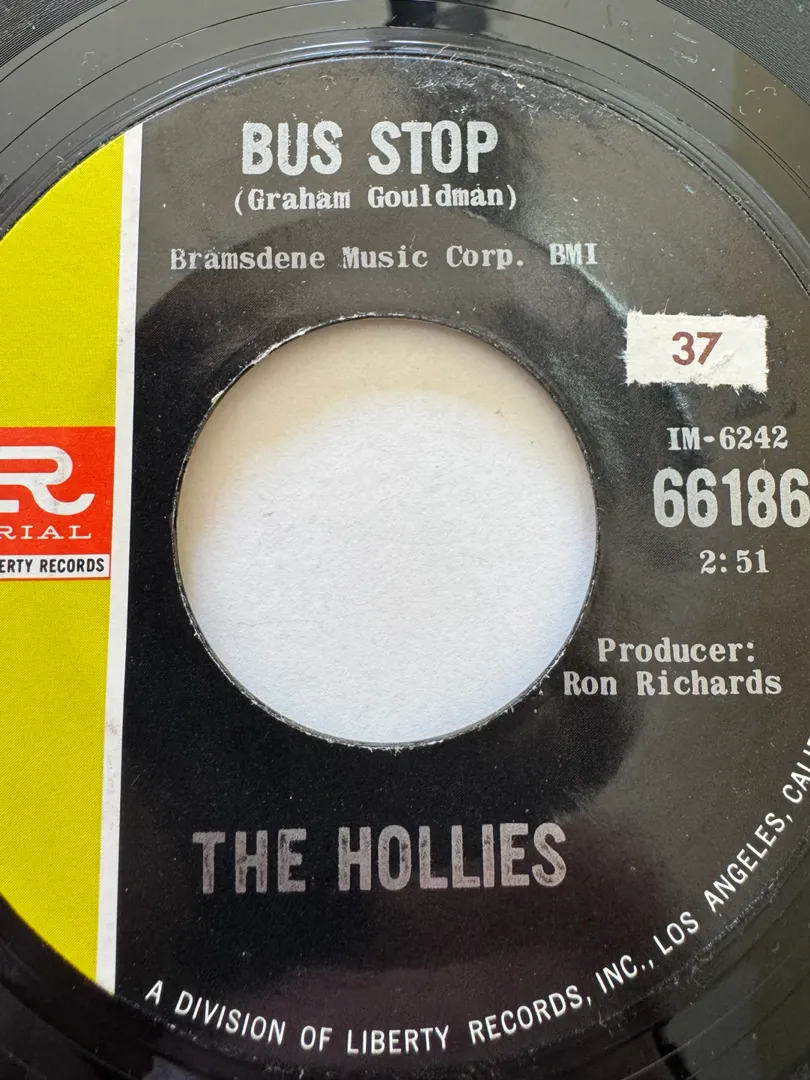 BUS STOP
(Graham Gouldman)
Bramsdene Music Corp. BMI
37
IM-6242
66186
2:51
R
RIAL
ERTY RECORDS
Producer:
Ron Richards
THE HOLLIES
A DIVISION OF LIBERTY RECORDS, INC., LOS ANGELES, CALI